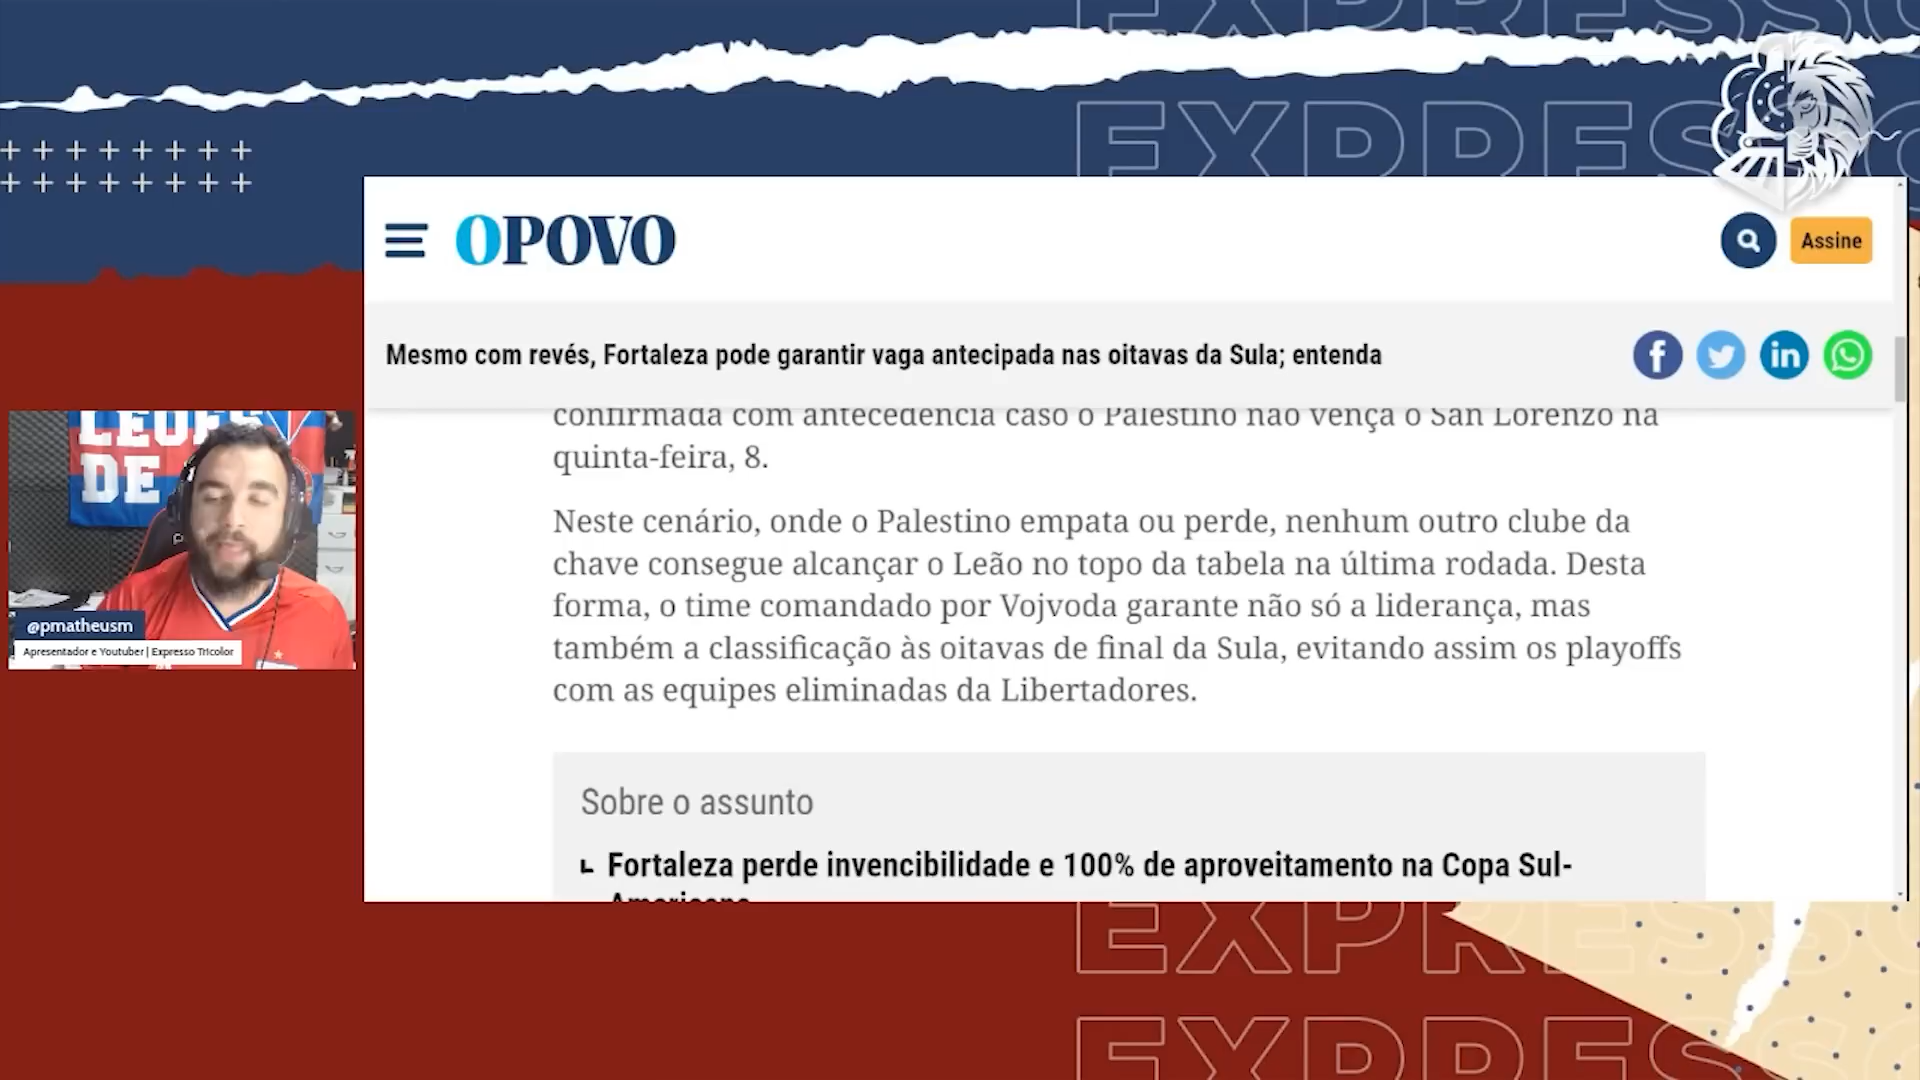 EXPRESSO
EXPRESSO
OPOVO
Assine
Mesmo com revés, Fortaleza pode garantir vaga antecipada nas oitavas da Sula; entenda
confirmada com antecedência caso o Palestino não vença o San Lorenzo na
quinta-feira, 8.
Neste cenário, onde o Palestino empata ou perde, nenhum outro clube da
chave consegue alcançar o Leão no topo da tabela na última rodada. Desta
forma, o time comandado por Vojvoda garante não só a liderança, mas
também a classificação às oitavas de final da Sula, evitando assim os playoffs
com as equipes eliminadas da Libertadores.
Sobre o assunto
Fortaleza perde invencibilidade e 100% de aproveitamento na Copa Sul-
Americana
LEÕES
DE
@pmatheusm
Apresentador e Youtuber | Expresso Tricolor
EXPRESSO
EXPRESSO